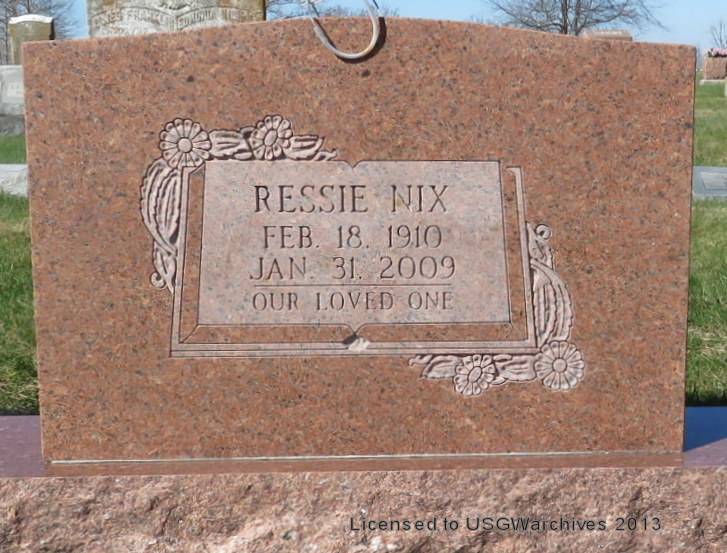 RESSIE NIX
FEB. 18. 1910
JAN. 31. 2009
OUR LOVED ONE
Licensed to USGWarchives 2013